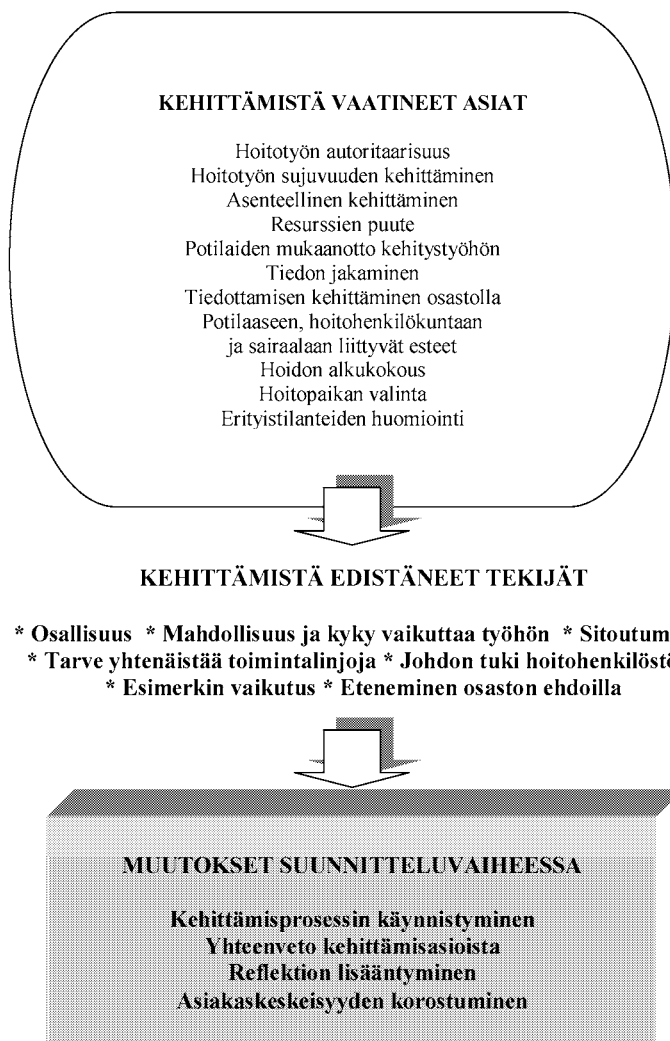 KEHITTÄMISTÄ VAATINEET ASIAT
Hoitotyön autoritaarisuus
Hoitotyön sujuvuuden kehittäminen
Asenteellinen kehittäminen
Resurssien puute
Potilaiden mukaanotto kehitystyöhön
Tiedon jakaminen
Tiedottamisen kehittäminen osastolla
Potilaaseen, hoitohenkilökuntaan
ja sairaalaan liittyvät esteet
Hoidon alkukokous
Hoitopaikan valinta
Erityistilanteiden huomiointi
KEHITTÄMISTÄ EDISTÄNEET TEKIJÄT
* Osallisuus * Mahdollisuus ja kyky vaikuttaa työhön *
* Tarve yhtenäistää toimintalinjoja * Johdon tuki
* Esimerkin vaikutus * Eteneminen osaston ehdoilla
MUUTOKSET SUUNNITTELUVAIHEESSA
Kehittämisprosessin käynnistyminen
Yhteenveto kehittämisasioista
Reflektion lisääntyminen
Asiakaskeskeisyyden korostuminen